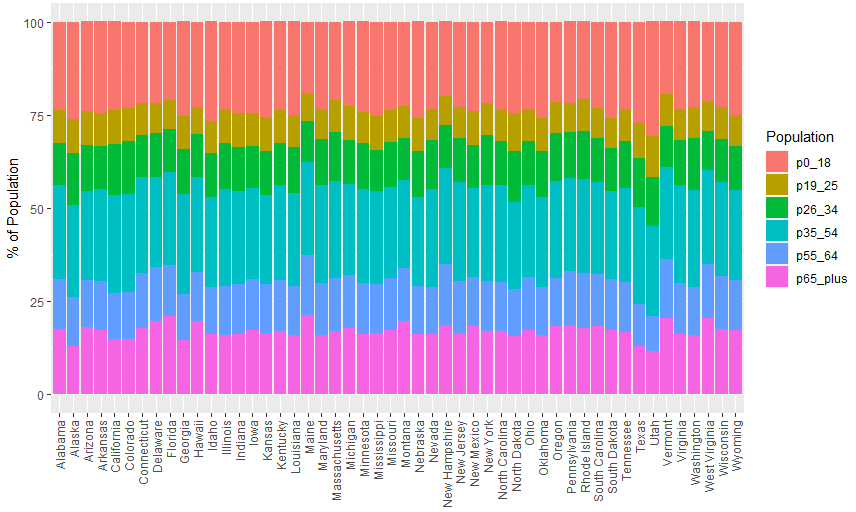 100
75
50
25
0
% of Population
Alabama
Alaska
Arizona
Arkansas
California
Colorado
Connecticut
Delaware
Florida
Georgia
Hawaii
Idaho
Illinois
Indiana
Iowa
Kansas
Kentucky
Louisiana
Maine
Maryland
Massachusetts
Michigan
Minnesota
Mississippi
Missouri
Montana
Nebraska
Nevada
New Hampshire
New Jersey
New Mexico
New York
North Carolina
North Dakota
Ohio
Oklahoma
Oregon
Pennsylvania
Rhode Island
South Carolina
South Dakota
Tennessee
Texas
Utah
Vermont
Virginia
Washington
West Virginia
Wisconsin
Wyoming
Population
p0_18
p19_25
p26_34
p35_54
p55_64
p65_plus